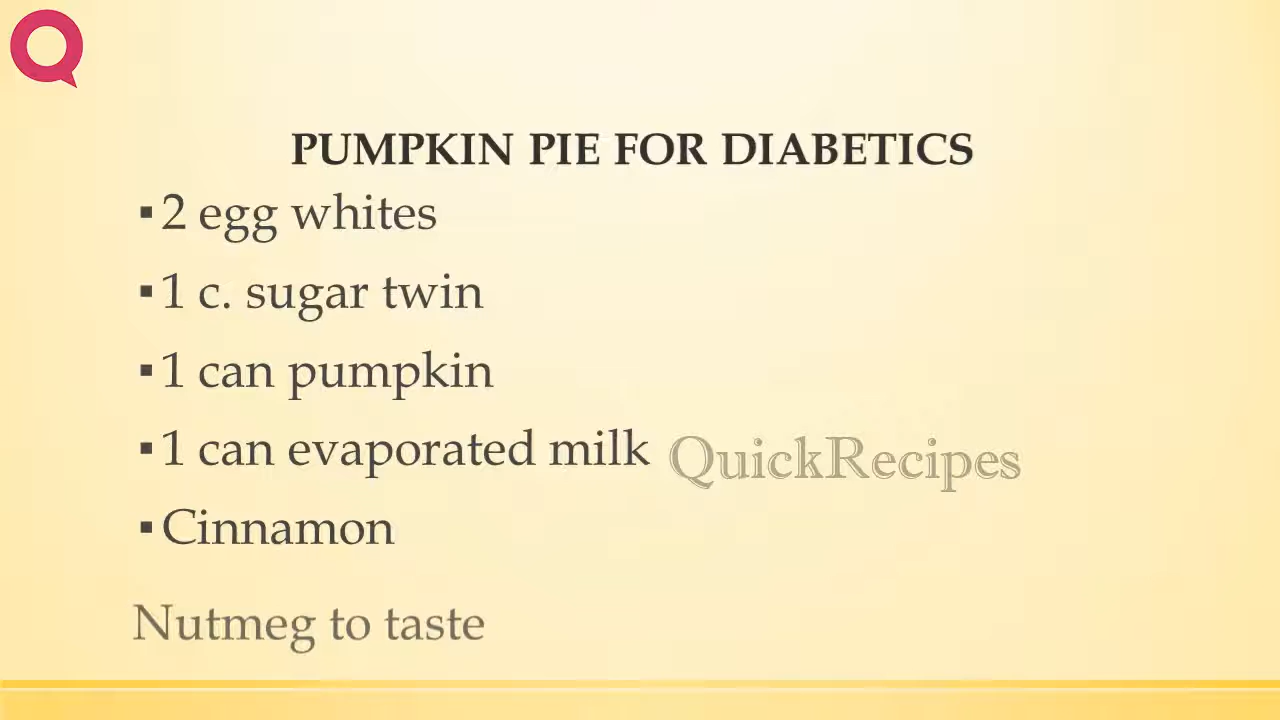 PUMPKIN PIE FOR DIABETICS
▪2 egg whites
▪1 c. sugar twin
▪1 can pumpkin
▪1 can evaporated milk
QuickRecipes
▪Cinnamon
Nutmeg to taste